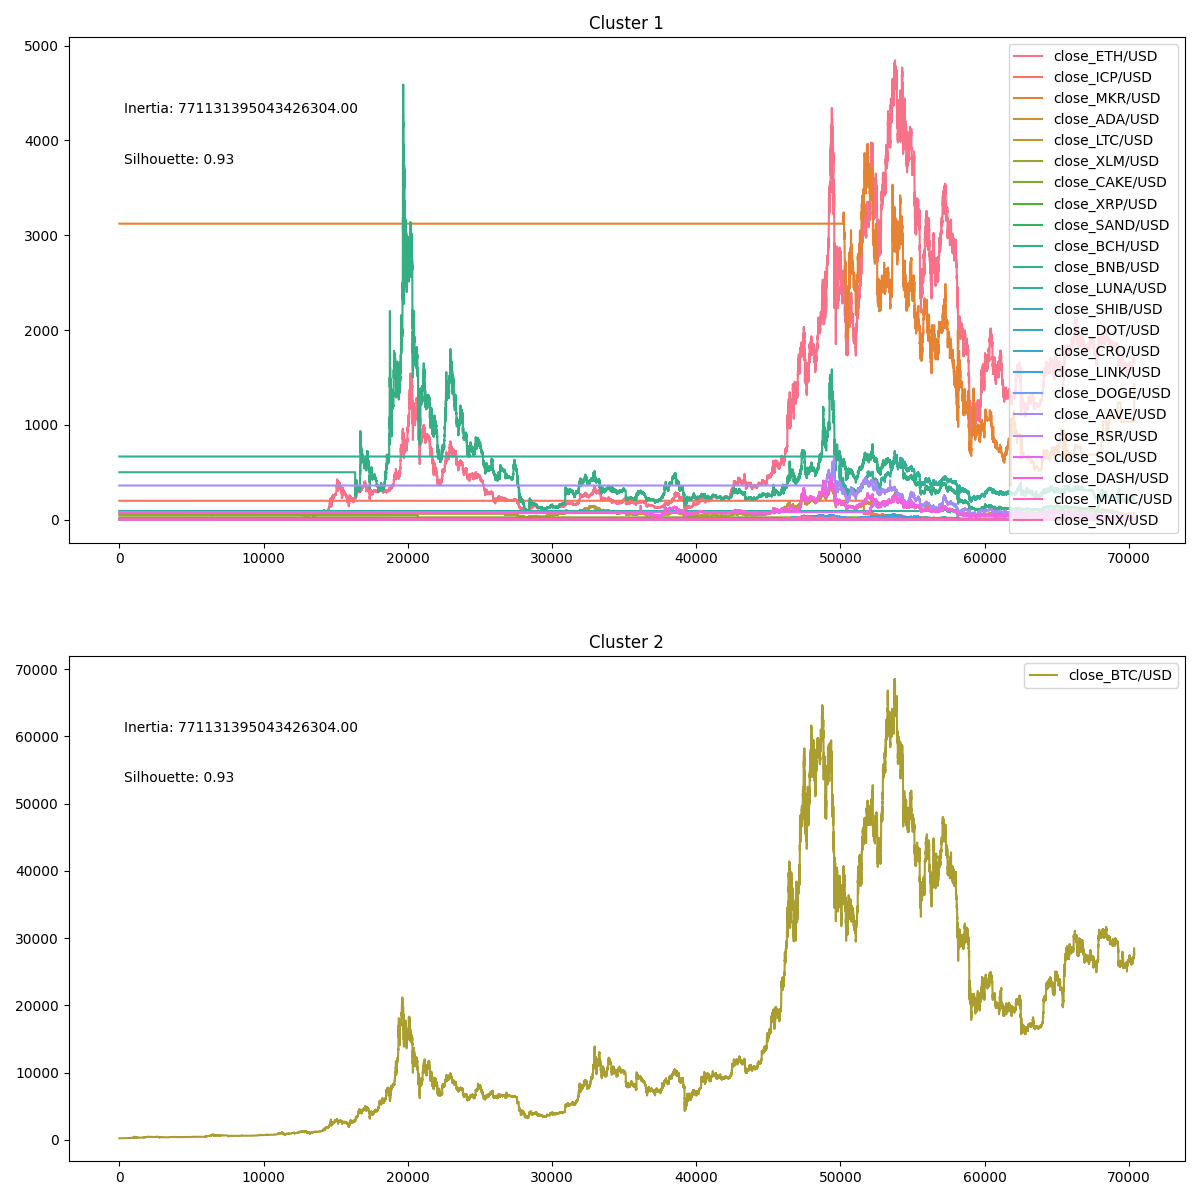 Cluster 1
5000
4000
3000
2000
1000
0
Inertia: 771131395043426304.00
Silhouette: 0.93
close_ETH/USD
close_ICP/USD
close_MKR/USD
close_ADA/USD
close_LTC/USD
close_XLM/USD
close_CAKE/USD
close_XRP/USD
close_SAND/USD
close_BCH/USD
close_BNB/USD
close_LUNA/USD
close_SHIB/USD
close_DOT/USD
close_CRO/USD
close_LINK/USD
close_DOGE/USD
close_AAVE/USD
close_RSR/USD
close_SOL/USD
close_DASH/USD
close_MATIC/USD
close_SNX/USD
0 10000 20000 30000 40000 50000 60000 70000
Cluster 2
70000
60000
50000
40000
30000
20000
10000
0
Inertia: 771131395043426304.00
Silhouette: 0.93
close_BTC/USD
0 10000 20000 30000 40000 50000 60000 70000